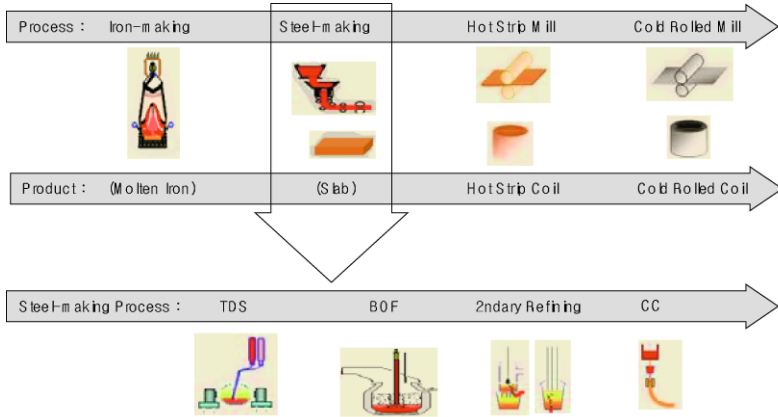 Process : Iron-making Steel-making Hot Strip Mill Cold Rolled Mill
Product : (Molten Iron) (Slab) Hot Strip Coil Cold Rolled Coil
Steel-making Process : TDS BOF 2ndary Refining CC